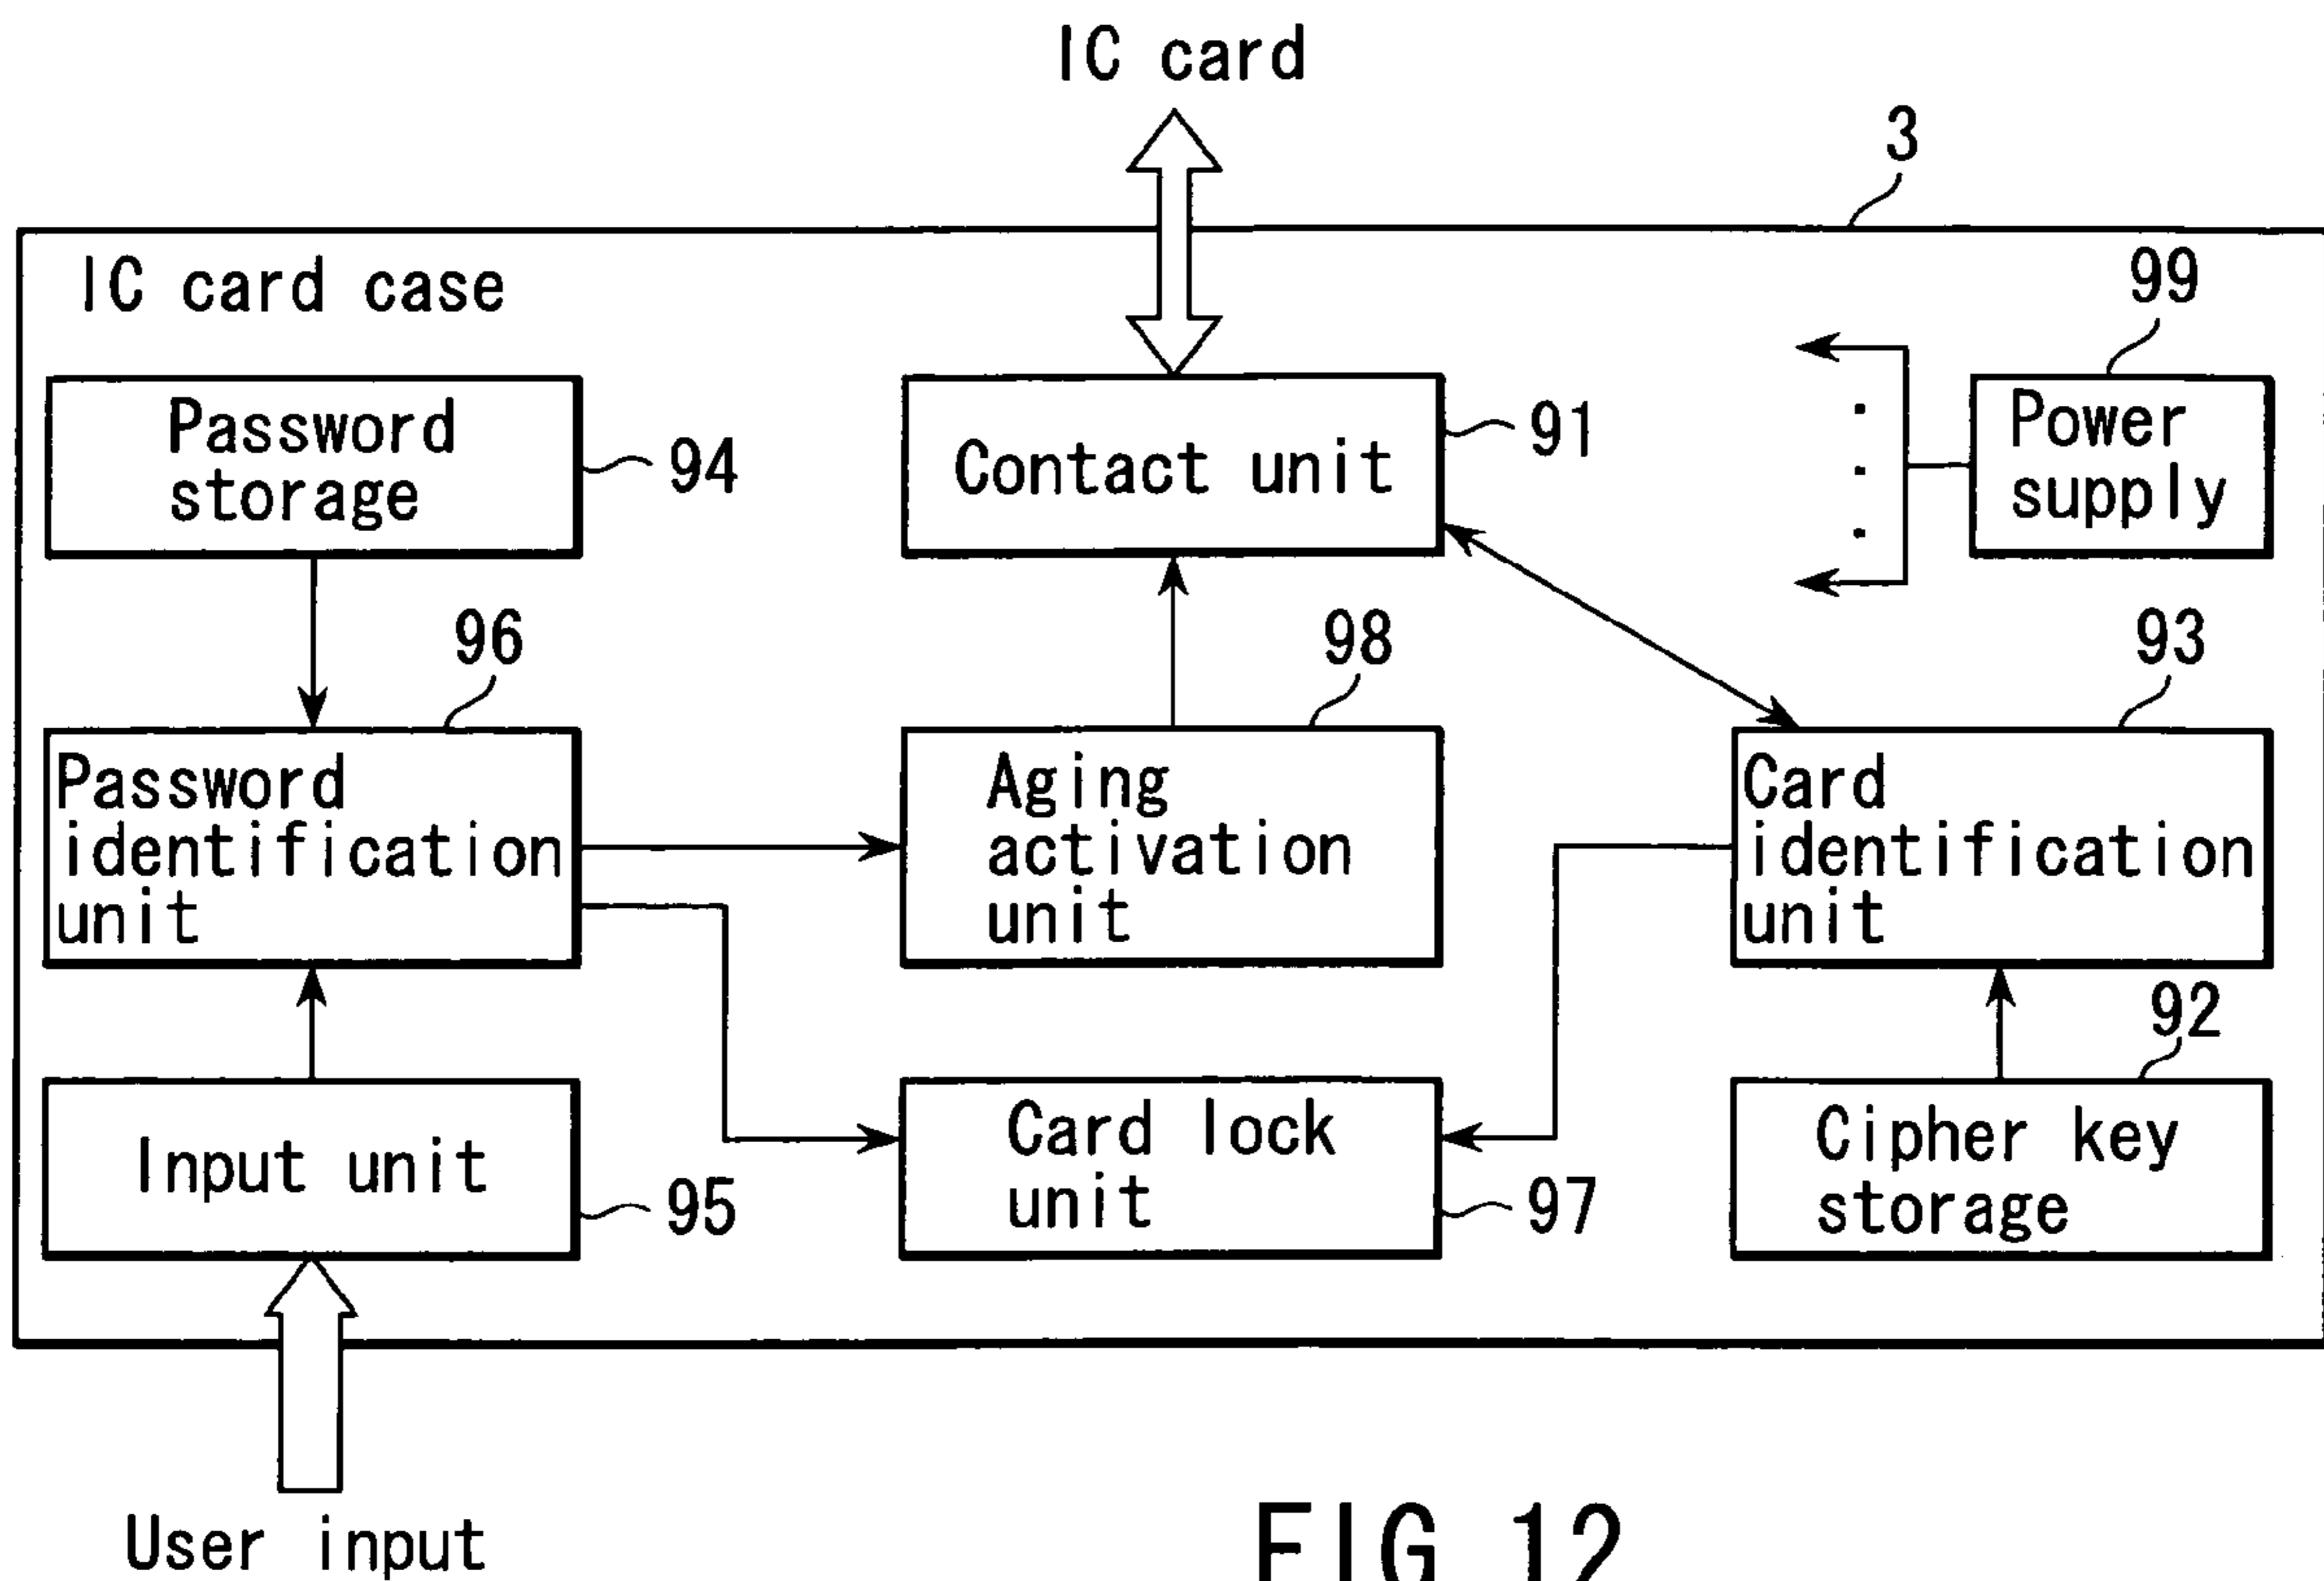 IC card
3
IC card case
99
Password
storage
94
Contact unit
91
Power
supply
96
98
93
Password
identification
unit
Aging
activation
unit
Card
identification
unit
92
Input unit
95
Card lock
unit
97
Cipher key
storage
User input
FIG. 12